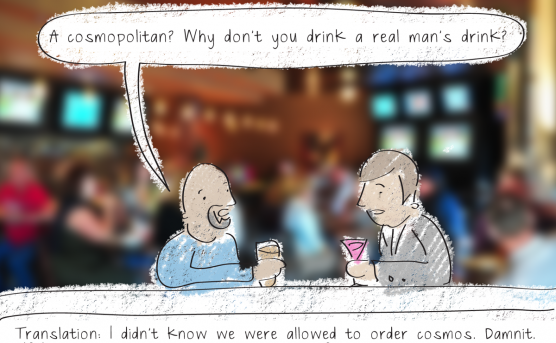 A cosmopolitan? Why don't you drink a real man's drink?
Translation: I didn't know we were allowed to order cosmos. Damnit.